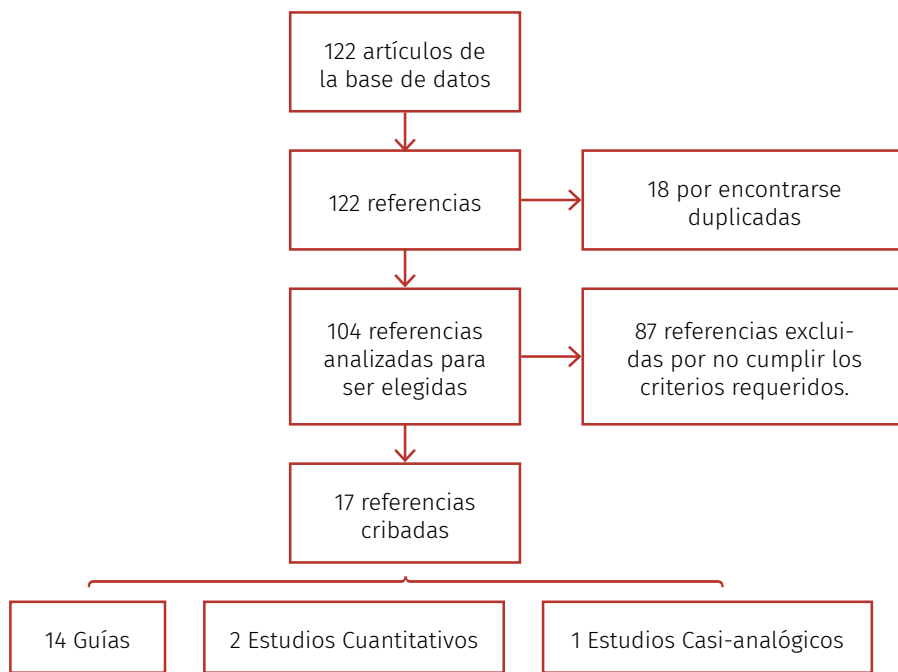 122 artículos de
la base de datos
122 referencias
18 por encontrarse
duplicadas
104 referencias
analizadas para
ser elegidas
87 referencias exclui-
das por no cumplir los
criterios requeridos.
17 referencias
cribadas
14 Guías
2 Estudios Cuantitativos
1 Estudios Casi-analógicos